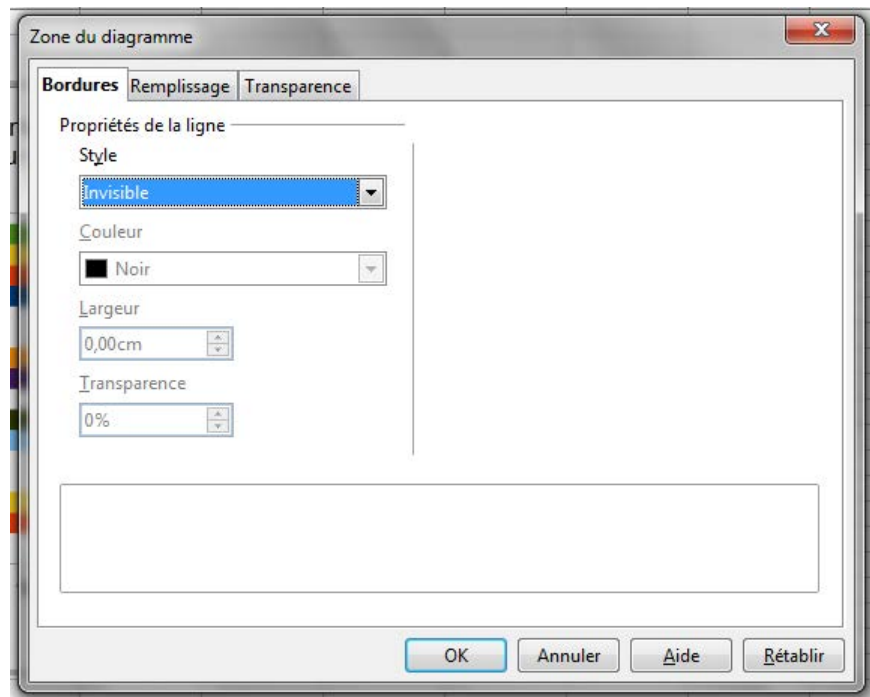 Zone du diagramme
Bordures Remplissage Transparence
Propriétés de la ligne
Style
Invisible
Couleur
Noir
Largeur
0,00cm
Transparence
0%
OK Annuler Aide Rétablir